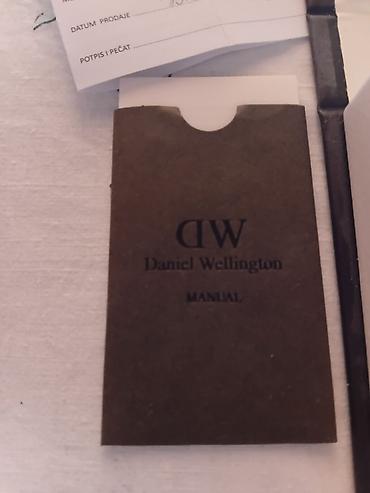 DATUM PRODAJE
POTPIS I PEČAT
DW
Daniel Wellington
MANUAL